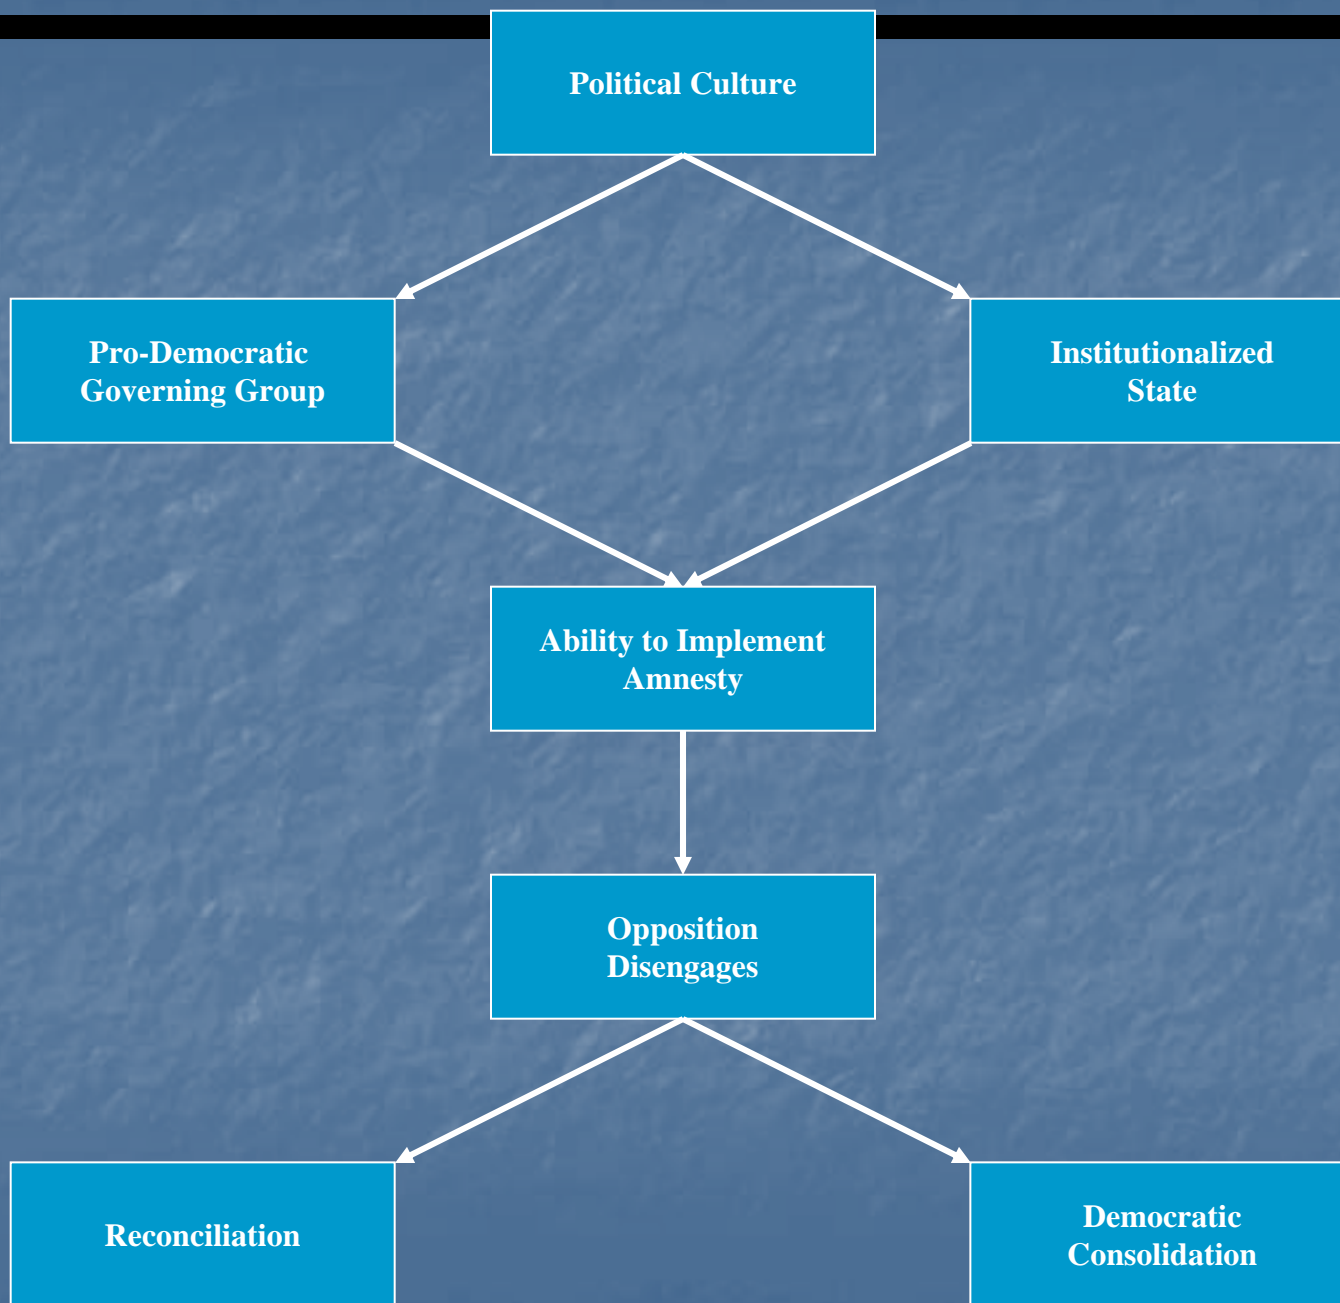 Political Culture
Pro-Democratic
Governing Group
Institutionalized
State
Ability to Implement
Amnesty
Opposition
Disengages
Reconciliation
Democratic
Consolidation